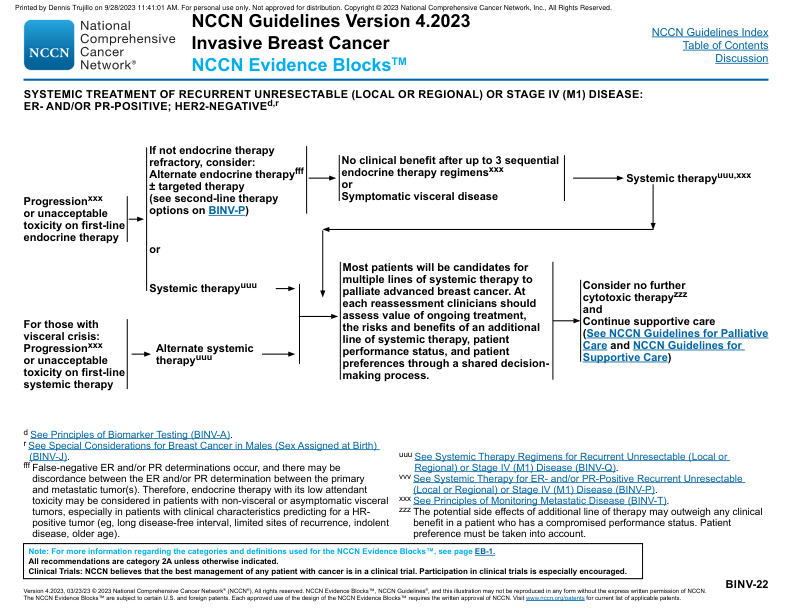 Printed by Dennis Trujillo on 9/28/2023 11:41:01 AM. For personal use only. Not approved for distribution. Copyright © 2023 National Comprehensive Cancer Network, Inc., All Rights Reserved.
NCCN
National
Comprehensive
Cancer
Network®
NCCN Guidelines Version 4.2023
Invasive Breast Cancer
NCCN Evidence Blocks™
NCCN Guidelines Index
Table of Contents
Discussion
SYSTEMIC TREATMENT OF RECURRENT UNRESECTABLE (LOCAL OR REGIONAL) OR STAGE IV (M1) DISEASE:
ER- AND/OR PR-POSITIVE; HER2-NEGATIVEd,r
Progressionxxx
or unacceptable
toxicity on first-line
endocrine therapy
If not endocrine therapy
refractory, consider:
Alternate endocrine therapyfff
± targeted therapy
(see second-line therapy
options on BINV-P)
or
Systemic therapyuuu
No clinical benefit after up to 3 sequential
endocrine therapy regimensxxx
or
Symptomatic visceral disease
Systemic therapyuuu,xxx
For those with
visceral crisis:
Progressionxxx
or unacceptable
toxicity on first-line
systemic therapy
Alternate systemic
therapyuuu
Most patients will be candidates for
multiple lines of systemic therapy to
palliate advanced breast cancer. At
each reassessment clinicians should
assess value of ongoing treatment,
the risks and benefits of an additional
line of systemic therapy, patient
performance status, and patient
preferences through a shared decision-
making process.
Consider no further
cytotoxic therapyzzz
and
Continue supportive care
(See NCCN Guidelines for Palliative
Care and NCCN Guidelines for
Supportive Care)
d See Principles of Biomarker Testing (BINV-A).
r See Special Considerations for Breast Cancer in Males (Sex Assigned at Birth)
(BINV-J).
fff False-negative ER and/or PR determinations occur, and there may be
discordance between the ER and/or PR determination between the primary
and metastatic tumor(s). Therefore, endocrine therapy with its low attendant
toxicity may be considered in patients with non-visceral or asymptomatic visceral
tumors, especially in patients with clinical characteristics predicting for a HR-
positive tumor (eg, long disease-free interval, limited sites of recurrence, indolent
disease, older age).
uuu See Systemic Therapy Regimens for Recurrent Unresectable (Local or
Regional) or Stage IV (M1) Disease (BINV-Q).
vvv See Systemic Therapy for ER- and/or PR-Positive Recurrent Unresectable
(Local or Regional) or Stage IV (M1) Disease (BINV-P).
xxx See Principles of Monitoring Metastatic Disease (BINV-T).
zzz The potential side effects of additional line of therapy may outweigh any clinical
benefit in a patient who has a compromised performance status. Patient
preference must be taken into account.
Note: For more information regarding the categories and definitions used for the NCCN Evidence Blocks™, see page EB-1.
All recommendations are category 2A unless otherwise indicated.
Clinical Trials: NCCN believes that the best management of any patient with cancer is in a clinical trial. Participation in clinical trials is especially encouraged.
BINV-22
Version 4.2023, 03/23/23 © 2023 National Comprehensive Cancer Network® (NCCN®), All rights reserved. NCCN Evidence Blocks™, NCCN Guidelines®, and this illustration may not be reproduced in any form without the express written permission of NCCN.
The NCCN Evidence Blocks™ are subject to certain U.S. and foreign patents. Each approved use of the design of the NCCN Evidence Blocks™ requires the written approval of NCCN. Visit www.nccn.org/patents for current list of applicable patents.